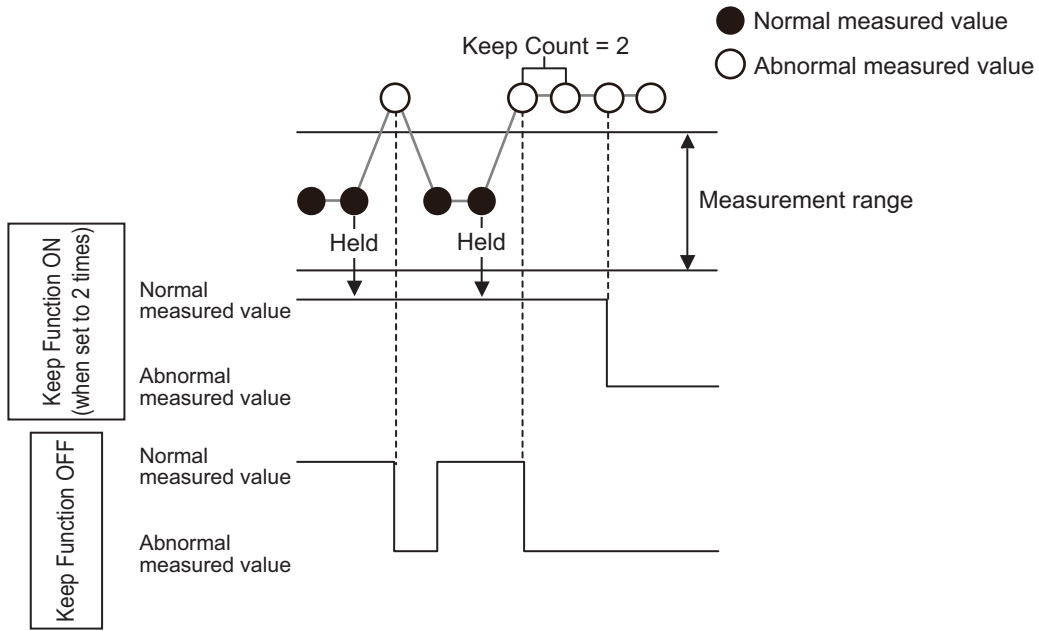 Normal measured value
Abnormal measured value
Keep Count = 2
Measurement range
Held
Held
Keep Function ON
(when set to 2 times)
Normal
measured value
Abnormal
measured value
Keep Function OFF
Normal
measured value
Abnormal
measured value